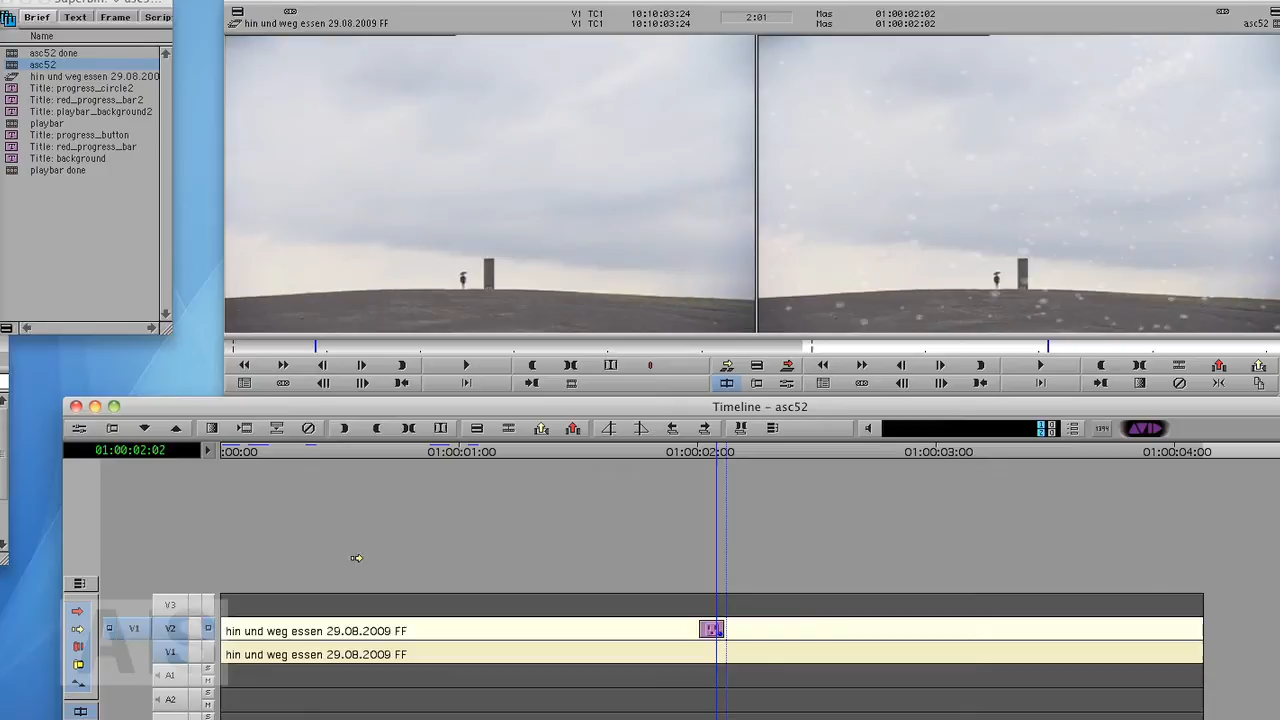 SuperBin: asc5...
Brief Text Frame Scrip
Name
asc52 done
asc52
hin und weg essen 29.08.200
Title: progress_circle2
Title: red_progress_bar2
Title: playbar_background2
playbar
Title: progress_button
Title: red_progress_bar
Title: background
playbar done
V1 TC1 10:10:03:24 2:01 Mas 01:00:02:02
hin und weg essen 29.08.2009 FF V1 TC1 10:10:03:24 Mas 01:00:02:02 asc52
Timeline - asc52
1394 AVID
01:00:02:02 :00:00 01:00:01:00 01:00:02:00 01:00:03:00 01:00:04:00
V3
V1 V2 hin und weg essen 29.08.2009 FF
V1 hin und weg essen 29.08.2009 FF
S
A1 M
S
A2 M
S